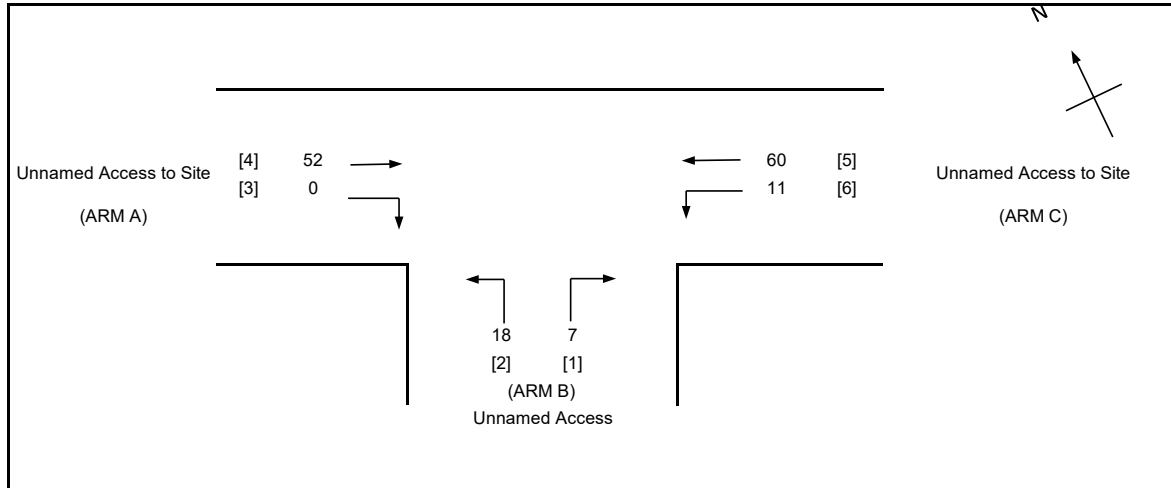 N
[4] 52 60 [5]
Unnamed Access to Site Unnamed Access to Site
[3] 0 11 [6]
(ARM A) (ARM C)
18 7
[2] [1]
(ARM B)
Unnamed Access